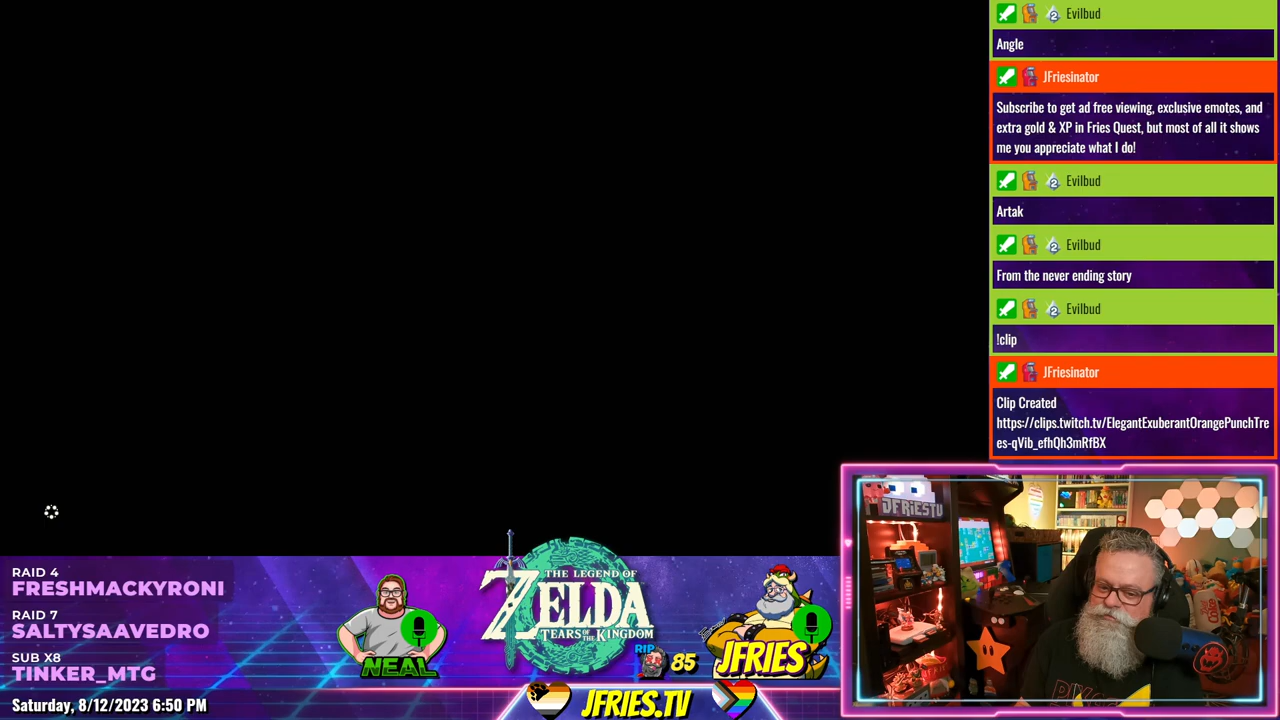 Evilbud
Angle
JFriesinator
Subscribe to get ad free viewing, exclusive emotes, and
extra gold & XP in Fries Quest, but most of all it shows
me you appreciate what I do!
Evilbud
Artak
Evilbud
From the never ending story
Evilbud
!clip
JFriesinator
Clip Created
https://clips.twitch.tv/ElegantExuberantOrangePunchTre
es-qVib_efhQh3mRfBX
JFRIESTV
RAID 4
FRESHMACKYRONI
RAID 7
SALTYSAAVEDRO
SUB X8
TINKER_MTG
Saturday, 8/12/2023 6:50 PM
NEAL
THE LEGEND OF
ZELDA
TEARS OF THE KINGDOM
RIP
85
JFRIES
JFRIES.TV